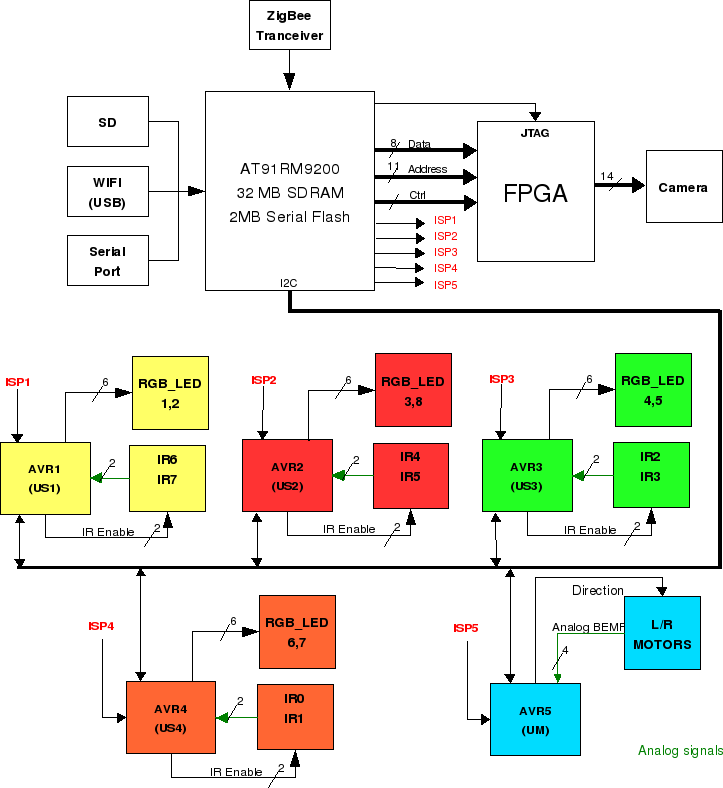 ZigBee
Tranceiver
SD
WIFI
(USB)
Serial
Port
AT91RM9200
32 MB SDRAM
2MB Serial Flash
I2C
8
Data
11
Address
Ctrl
ISP1
ISP2
ISP3
ISP4
ISP5
JTAG
FPGA
14
Camera
ISP1
6
RGB_LED
1,2
AVR1
(US1)
2
IR6
IR7
IR Enable
2
ISP2
6
RGB_LED
3,8
AVR2
(US2)
2
IR4
IR5
IR Enable
2
ISP3
6
RGB_LED
4,5
AVR3
(US3)
2
IR2
IR3
IR Enable
2
ISP4
6
RGB_LED
6,7
AVR4
(US4)
2
IR0
IR1
IR Enable
2
ISP5
Direction
Analog BEMF
4
L/R
MOTORS
AVR5
(UM)
Analog signals